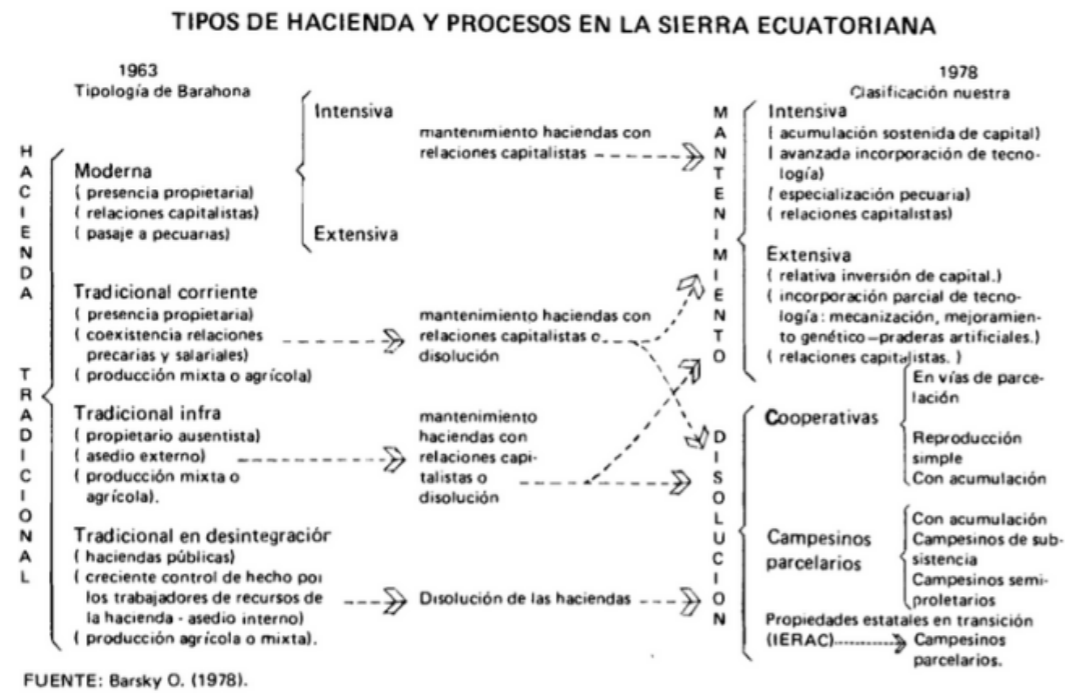 TIPOS DE HACIENDA Y PROCESOS EN LA SIERRA ECUATORIANA
1963
Tipología de Barahona
HACIENDA TRADICIONAL
Moderna
( presencia propietaria)
( relaciones capitalistas)
( pasaje a pecuarias)
Intensiva
Extensiva
Tradicional corriente
( presencia propietaria)
( coexistencia relaciones
precarias y salariales)
( producción mixta o agrícola)
Tradicional infra
( propietario ausentista)
( asedio externo)
( producción mixta o
agrícola).
Tradicional en desintegración
( haciendas públicas)
( creciente control de hecho por
los trabajadores de recursos de
la hacienda - asedio interno)
( producción agrícola o mixta).
mantenimiento haciendas con
relaciones capitalistas
mantenimiento haciendas con
relaciones capitalistas o
disolución
mantenimiento
haciendas con
relaciones capi-
talistas o
disolución
Disolución de las haciendas
1978
Clasificación nuestra
MANTENIMIENTO
Intensiva
( acumulación sostenida de capital)
( avanzada incorporación de tecno-
logía)
( especialización pecuaria)
( relaciones capitalistas)
Extensiva
( relativa inversión de capital.)
( incorporación parcial de tecno-
logía: mecanización, mejoramien-
to genético—praderas artificiales.)
( relaciones capitalistas. )
DISOLUCION
Cooperativas
En vías de parce-
lación
Reproducción
simple
Con acumulación
Campesinos
parcelarios
Con acumulación
Campesinos de sub-
sistencia
Campesinos semi-
proletarios
Propiedades estatales en transición
(IERAC) Campesinos
parcelarios.
FUENTE: Barsky O. (1978).